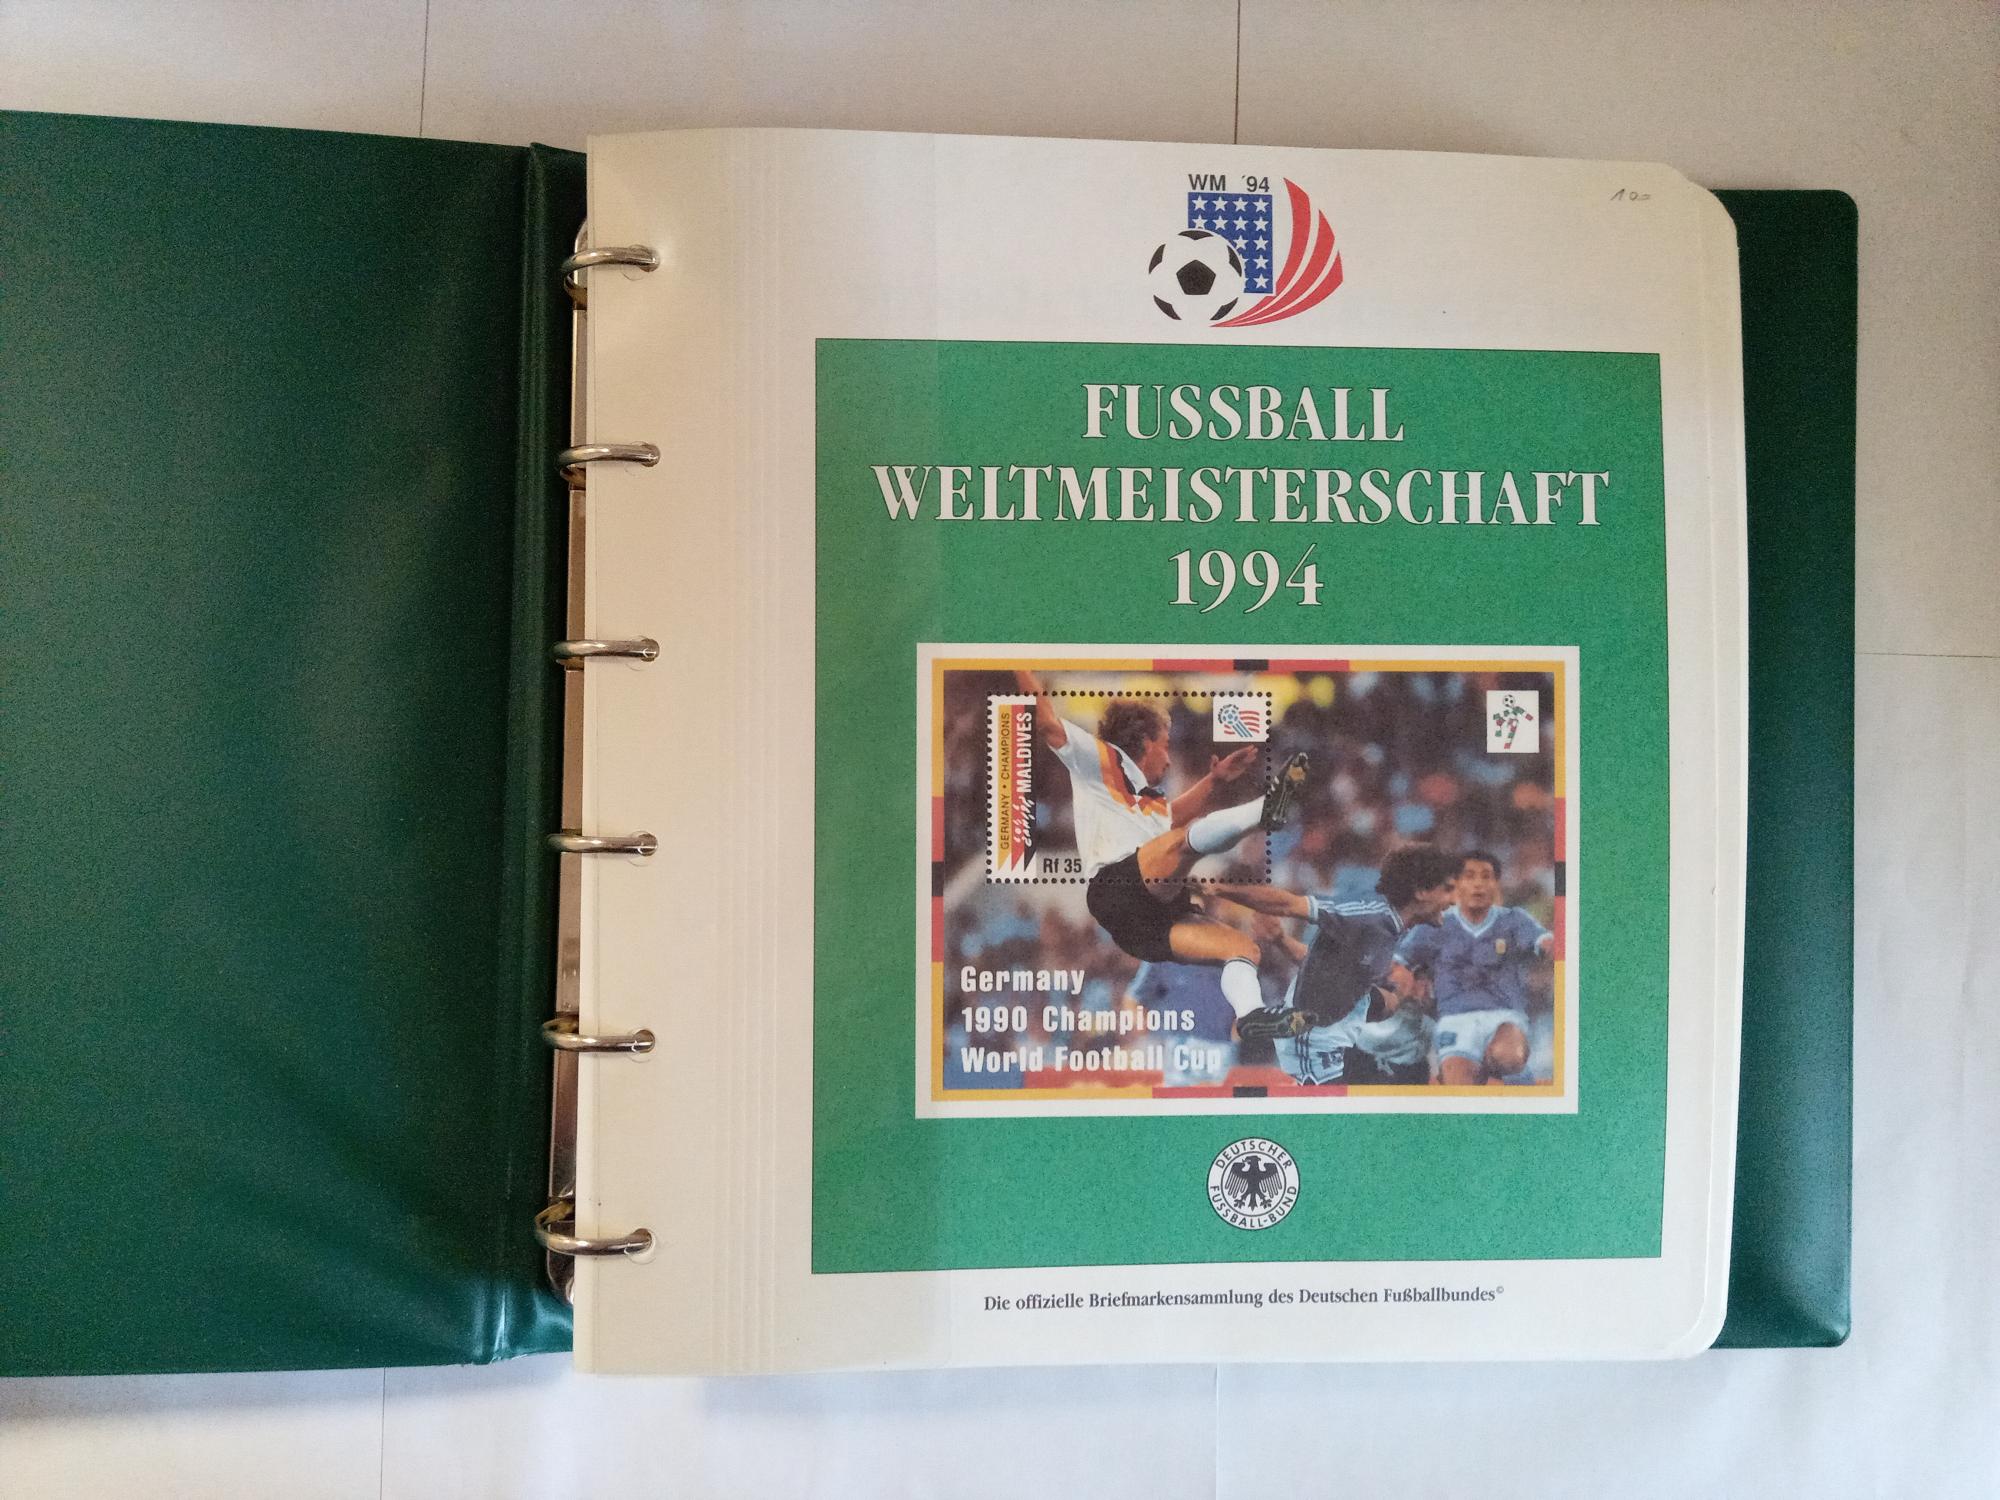 100
WM ´94
FUSSBALL
WELTMEISTERSCHAFT
1994
GERMANY • CHAMPIONS
MALDIVES
Rf 35
Germany
1990 Champions
World Football Cup
DEUTSCHER
FUSSBALL-BUND
Die offizielle Briefmarkensammlung des Deutschen Fußballbundes©